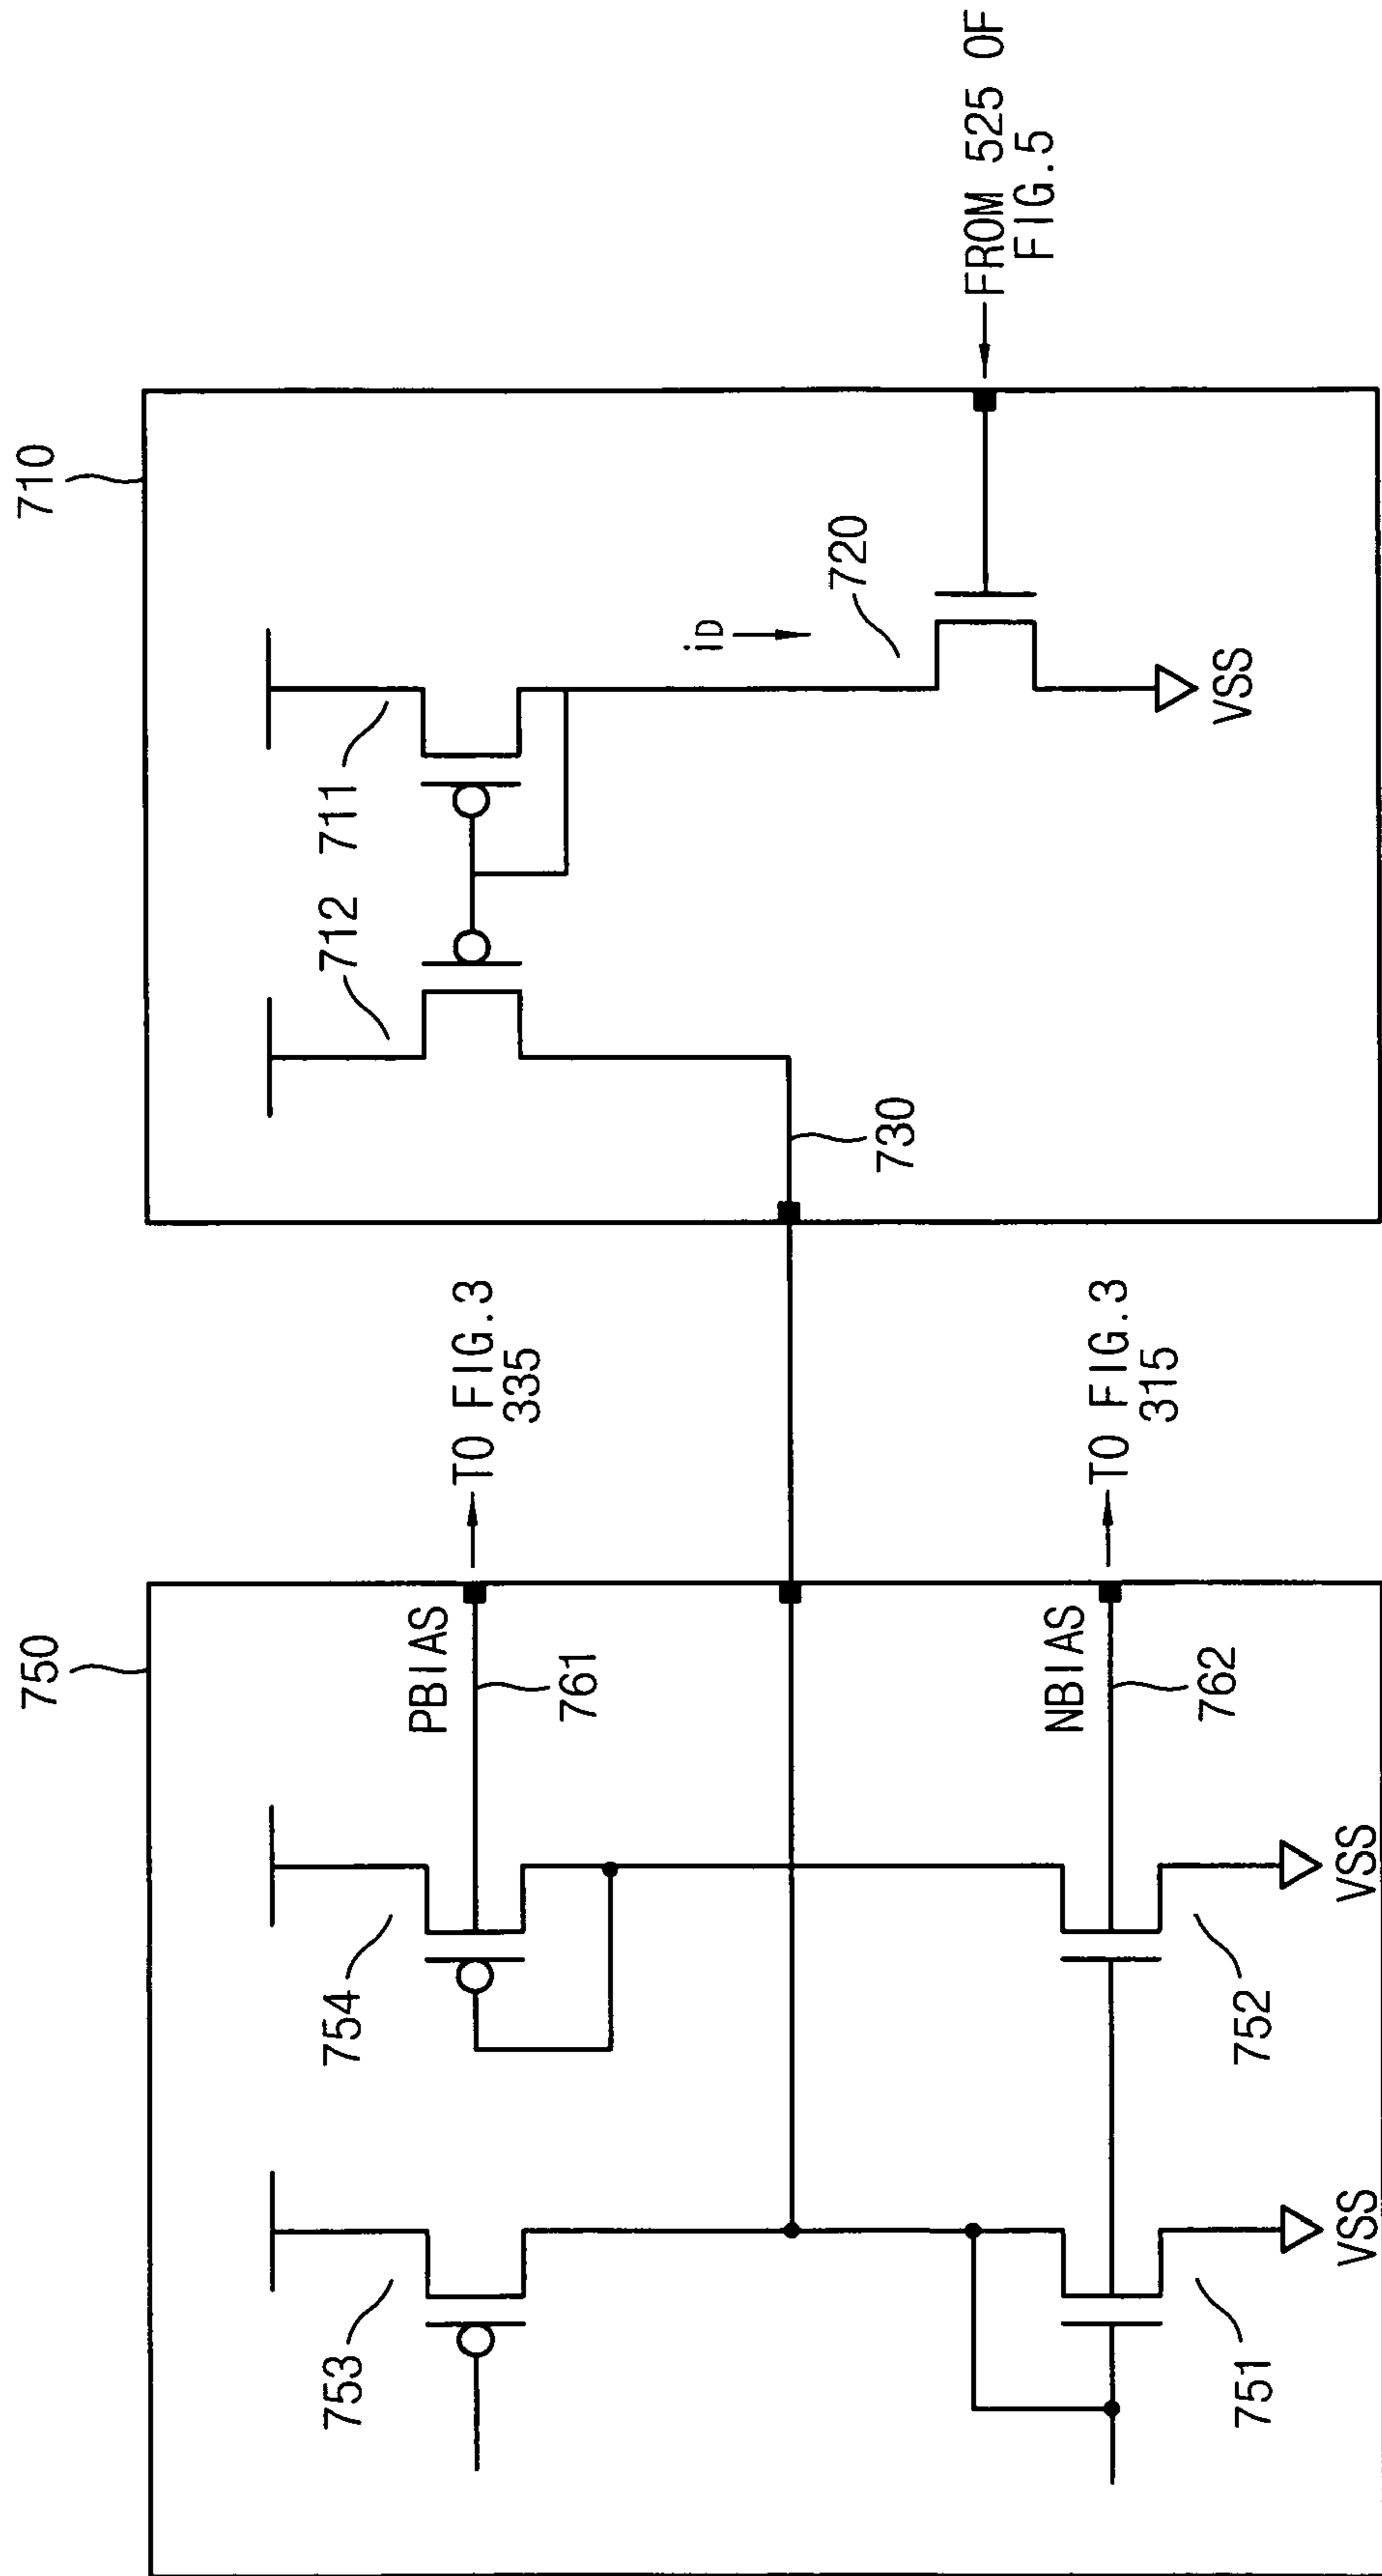 750
710
PBIAS
761
TO FIG.3
335
754
753
712
711
iD
720
730
FROM 525 OF
FIG.5
VSS
NBIAS
762
TO FIG.3
315
752
751
VSS
VSS